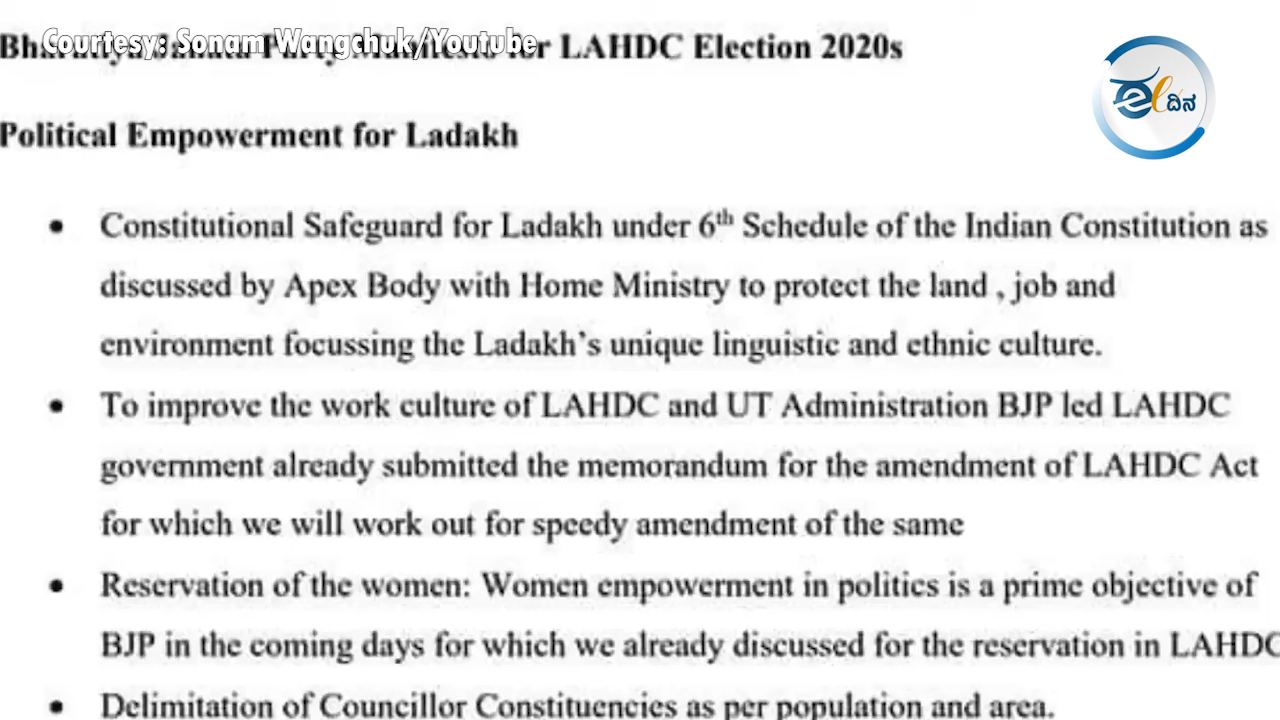 Courtesy: Sonam Wangchuk/Youtube
Bharatiya Janata Party Manifesto for LAHDC Election 2020s
elದಿನ
Political Empowerment for Ladakh
• Constitutional Safeguard for Ladakh under 6th Schedule of the Indian Constitution as
discussed by Apex Body with Home Ministry to protect the land , job and
environment focussing the Ladakh's unique linguistic and ethnic culture.
• To improve the work culture of LAHDC and UT Administration BJP led LAHDC
government already submitted the memorandum for the amendment of LAHDC Act
for which we will work out for speedy amendment of the same
• Reservation of the women: Women empowerment in politics is a prime objective of
BJP in the coming days for which we already discussed for the reservation in LAHDC
• Delimitation of Councillor Constituencies as per population and area.